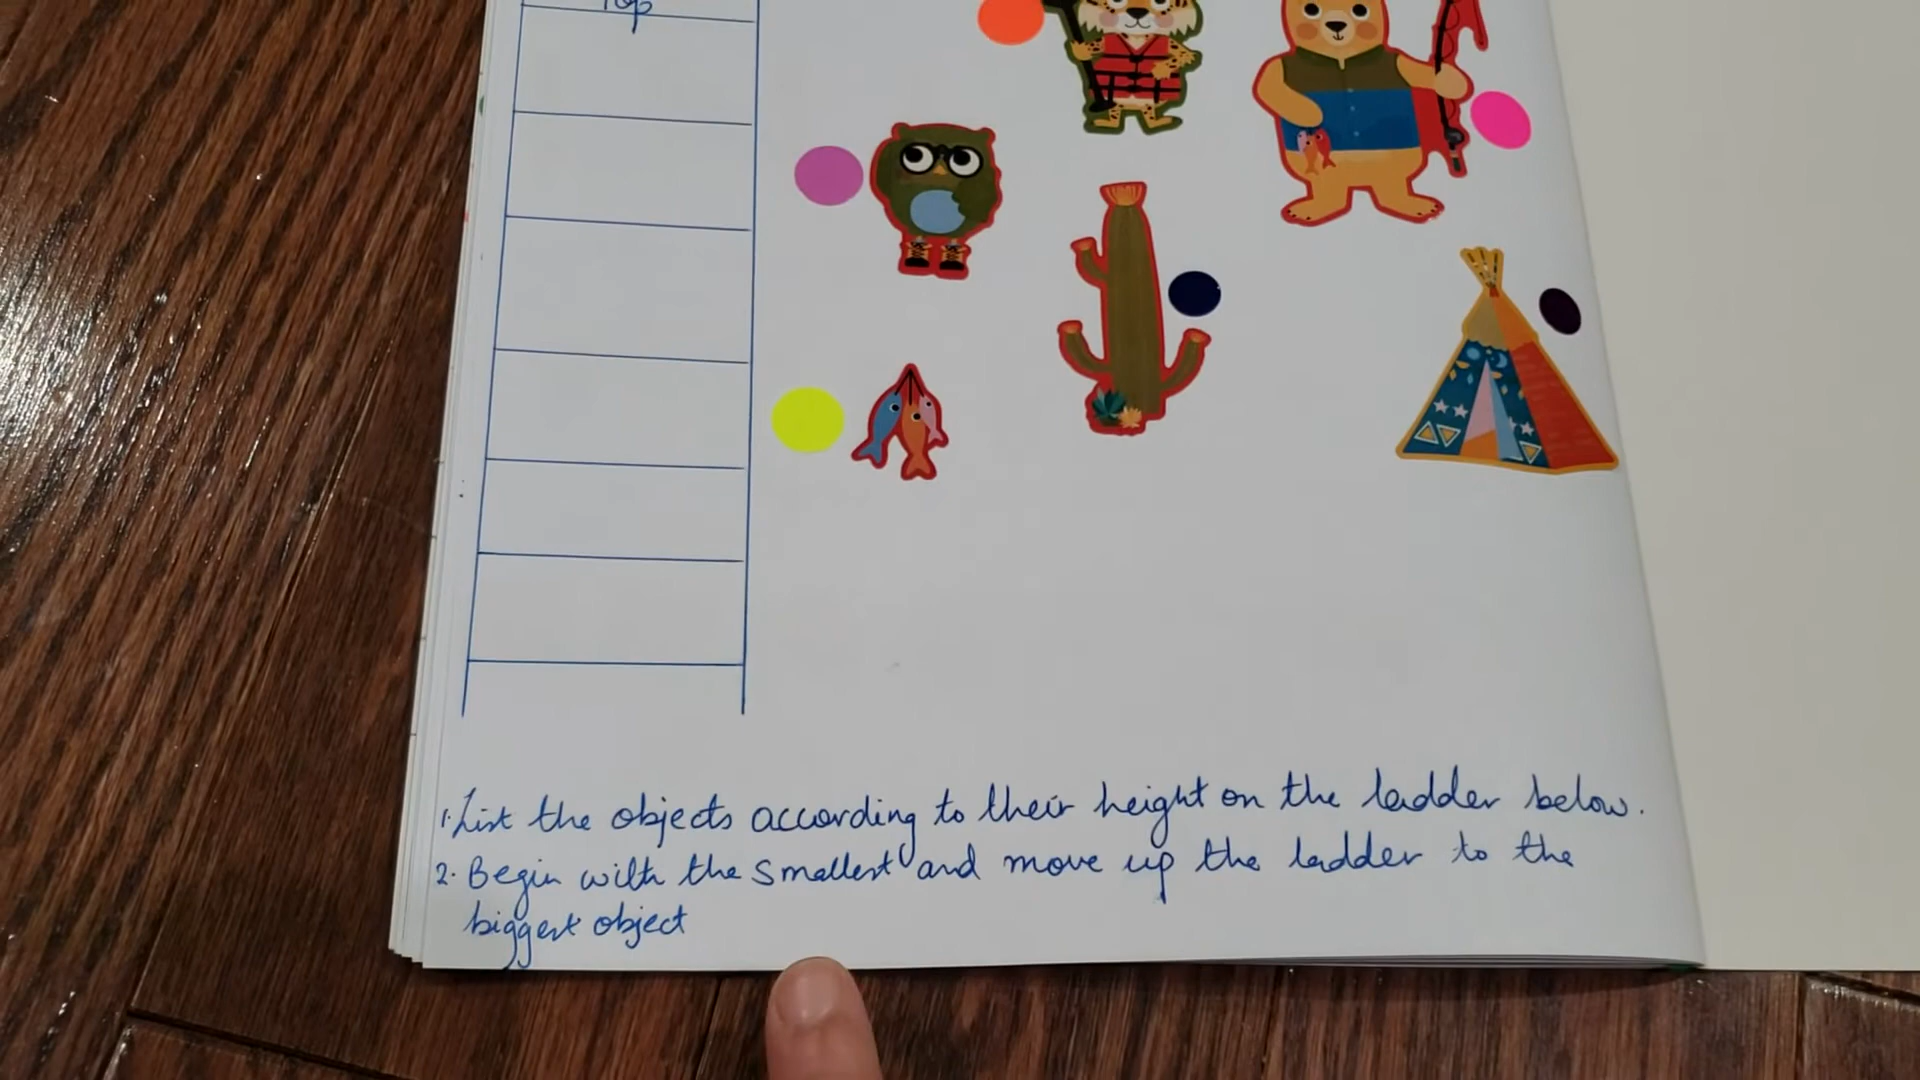 Top
1. List the objects according to their height on the ladder below.
2. Begin with the smallest and move up the ladder to the
biggest object